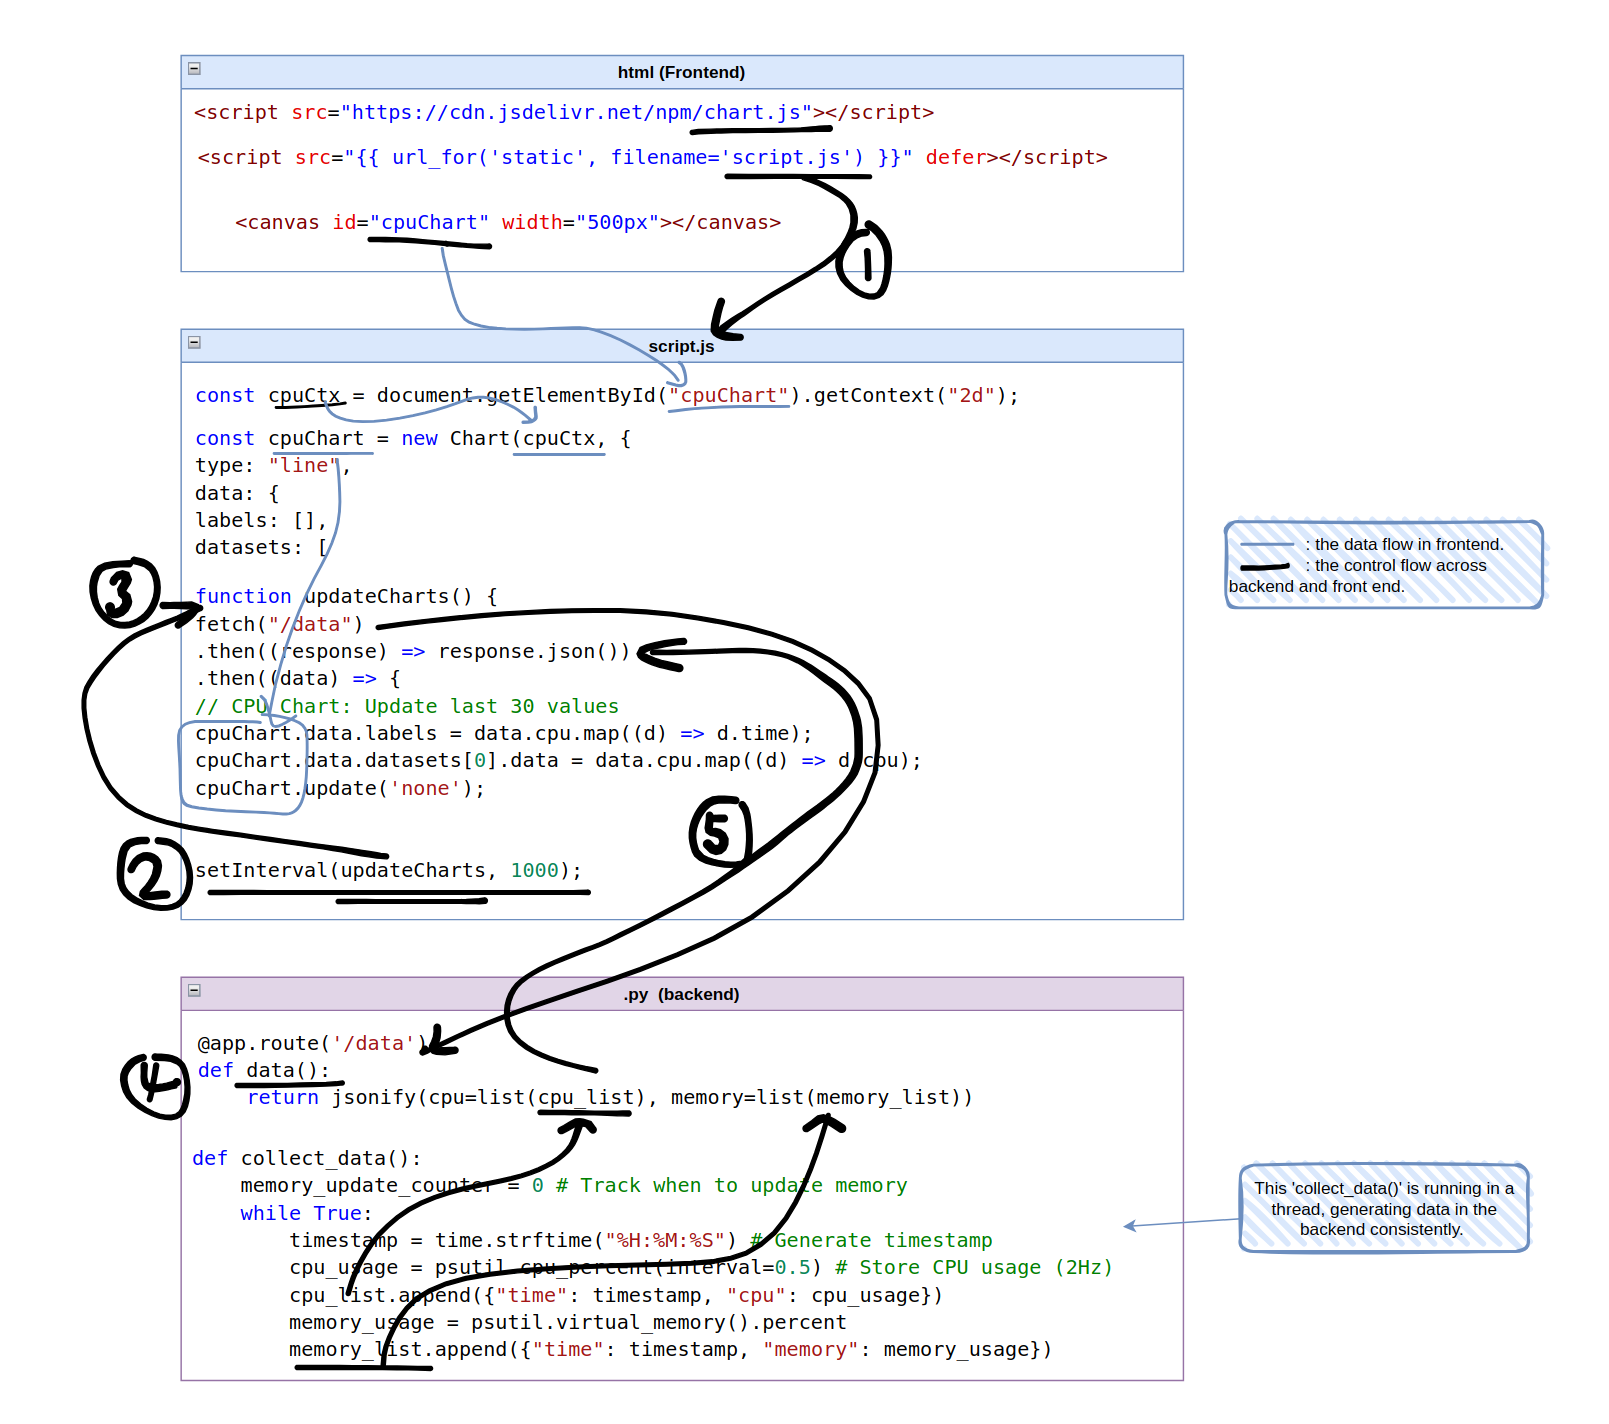 html (Frontend)
<script src="https://cdn.jsdelivr.net/npm/chart.js"></script>
<script src="{{ url_for('static', filename='script.js') }}" defer></script>
<canvas id="cpuChart" width="500px"></canvas>
1
script.js
const cpuCtx = document.getElementById("cpuChart").getContext("2d");
const cpuChart = new Chart(cpuCtx, {
type: "line",
data: {
labels: [],
datasets: [
3
function updateCharts() {
fetch("/data")
.then((response) => response.json())
.then((data) => {
// CPU Chart: Update last 30 values
cpuChart.data.labels = data.cpu.map((d) => d.time);
cpuChart.data.datasets[0].data = data.cpu.map((d) => d.cpu);
cpuChart.update('none');
5
2
setInterval(updateCharts, 1000);
: the data flow in frontend.
: the control flow across
backend and front end.
.py (backend)
@app.route('/data')
4
def data():
return jsonify(cpu=list(cpu_list), memory=list(memory_list))
def collect_data():
memory_update_counter = 0 # Track when to update memory
while True:
timestamp = time.strftime("%H:%M:%S") # Generate timestamp
cpu_usage = psutil.cpu_percent(interval=0.5) # Store CPU usage (2Hz)
cpu_list.append({"time": timestamp, "cpu": cpu_usage})
memory_usage = psutil.virtual_memory().percent
memory_list.append({"time": timestamp, "memory": memory_usage})
This 'collect_data()' is running in a
thread, generating data in the
backend consistently.